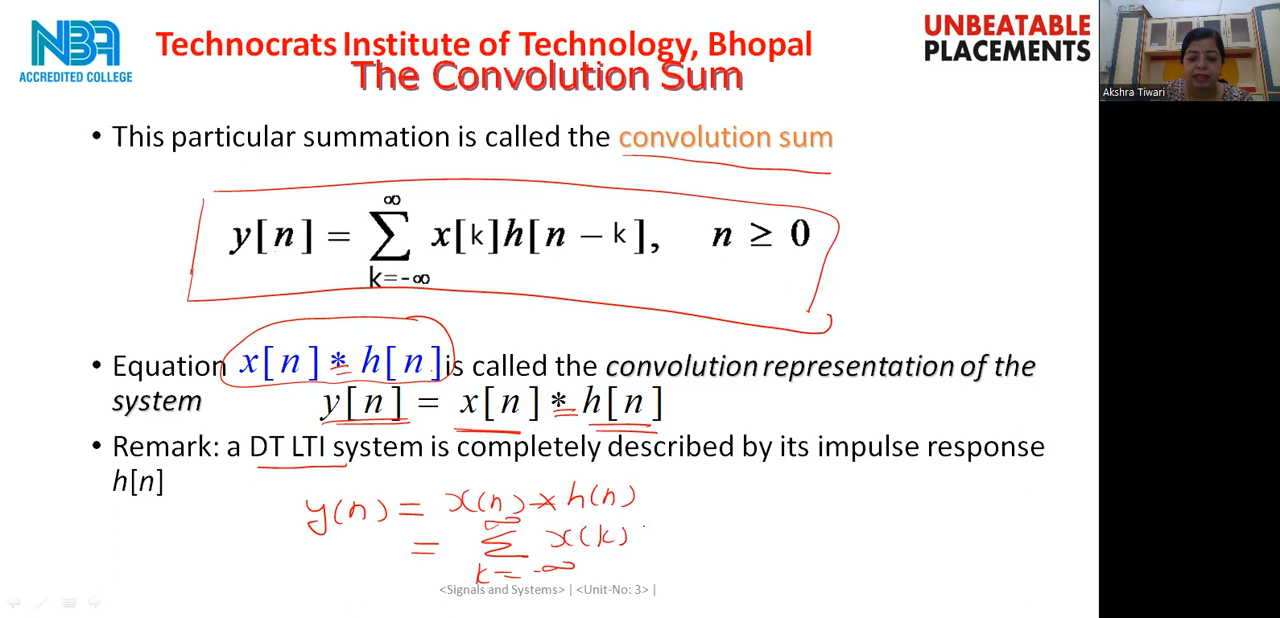 NBA
ACCREDITED COLLEGE
Technocrats Institute of Technology, Bhopal
The Convolution Sum
UNBEATABLE
PLACEMENTS
Akshra Tiwari
• This particular summation is called the convolution sum
y[n] = ∑_{k=-∞}^{∞} x[k]h[n − k], n ≥ 0
• Equation x[n] * h[n] is called the convolution representation of the
system y[n] = x[n] * h[n]
• Remark: a DT LTI system is completely described by its impulse response
h[n]
y(n) = x(n) * h(n)
= ∑_{k=-∞}^{∞} x(k)
<Signals and Systems> | <Unit-No: 3> |